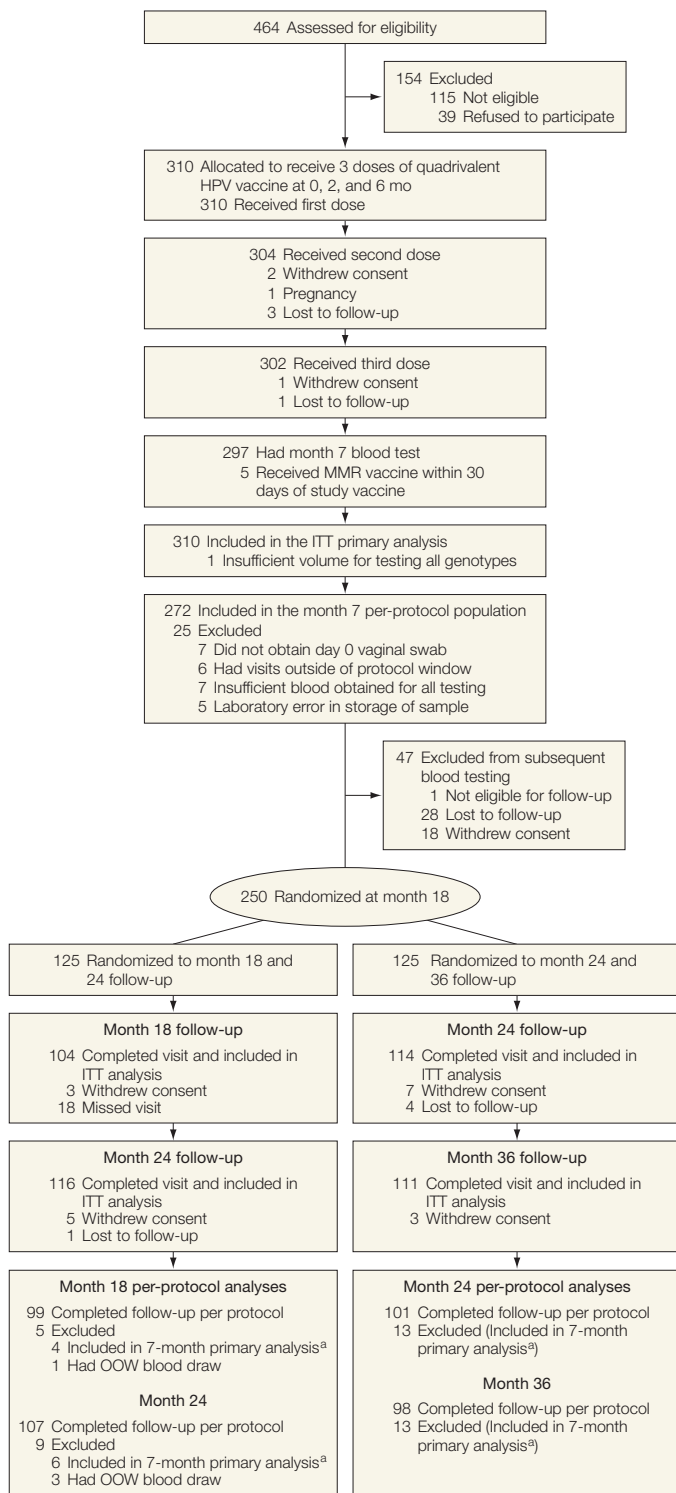 464 Assessed for eligibility
154 Excluded
115 Not eligible
39 Refused to participate
310 Allocated to receive 3 doses of quadrivalent
HPV vaccine at 0, 2, and 6 mo
310 Received first dose
304 Received second dose
2 Withdrew consent
1 Pregnancy
3 Lost to follow-up
302 Received third dose
1 Withdrew consent
1 Lost to follow-up
297 Had month 7 blood test
5 Received MMR vaccine within 30
days of study vaccine
310 Included in the ITT primary analysis
1 Insufficient volume for testing all genotypes
272 Included in the month 7 per-protocol population
25 Excluded
7 Did not obtain day 0 vaginal swab
6 Had visits outside of protocol window
7 Insufficient blood obtained for all testing
5 Laboratory error in storage of sample
47 Excluded from subsequent
blood testing
1 Not eligible for follow-up
28 Lost to follow-up
18 Withdrew consent
250 Randomized at month 18
125 Randomized to month 18 and
24 follow-up
Month 18 follow-up
104 Completed visit and included in
ITT analysis
3 Withdrew consent
18 Missed visit
Month 24 follow-up
116 Completed visit and included in
ITT analysis
5 Withdrew consent
1 Lost to follow-up
Month 18 per-protocol analyses
99 Completed follow-up per protocol
5 Excluded
4 Included in 7-month primary analysisa
1 Had OOW blood draw
Month 24
107 Completed follow-up per protocol
9 Excluded
6 Included in 7-month primary analysisa
3 Had OOW blood draw
125 Randomized to month 24 and
36 follow-up
Month 24 follow-up
114 Completed visit and included in
ITT analysis
7 Withdrew consent
4 Lost to follow-up
Month 36 follow-up
111 Completed visit and included in
ITT analysis
3 Withdrew consent
Month 24 per-protocol analyses
101 Completed follow-up per protocol
13 Excluded (Included in 7-month
primary analysisa)
Month 36
98 Completed follow-up per protocol
13 Excluded (Included in 7-month
primary analysisa)